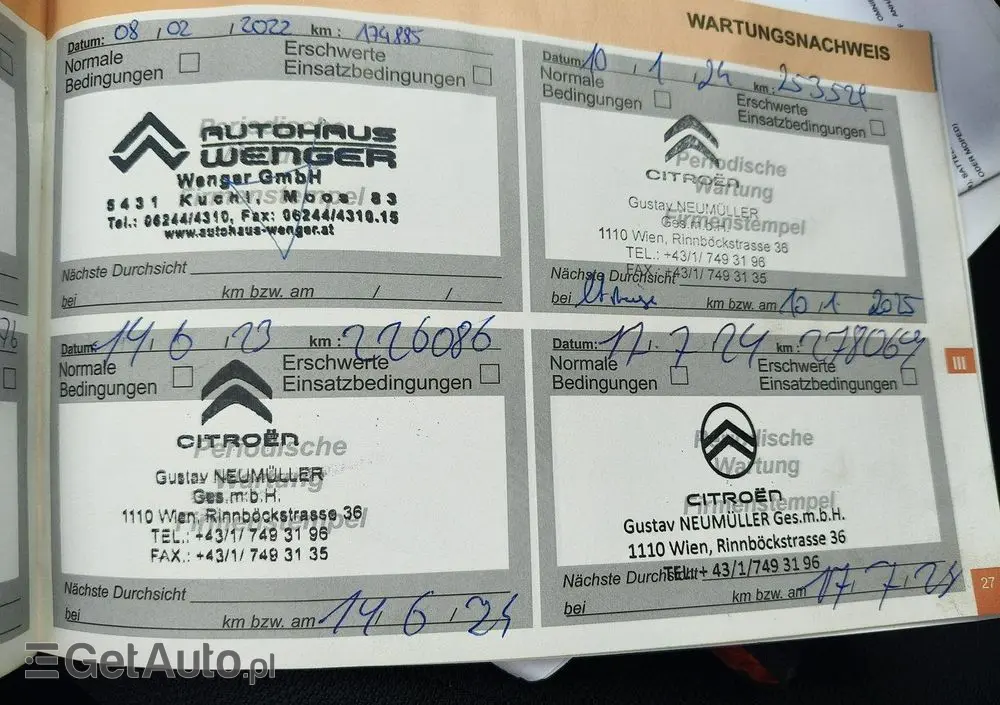 WARTUNGSNACHWEIS
Datum: 08 , 02 , 2022 km : 174885
Normale Bedingungen
Erschwerte Einsatzbedingungen
AUTOHAUS
WENGER
Wenger GmbH
Firmenstempel
5431 Kuchl, Moos 83
Tel.: 06244/4310, Fax: 06244/4310.15
www.autohaus-wenger.at
Nächste Durchsicht
bei km bzw. am / /
Datum: 14 , 6 , 23 km : 226086
Normale Bedingungen
Erschwerte Einsatzbedingungen
CITROËN
Periodische
Wartung
Firmenstempel
Gustav NEUMÜLLER
Ges.m.b.H.
1110 Wien, Rinnböckstrasse 36
TEL.: +43/1/ 749 31 96
FAX.: +43/1/ 749 31 35
Nächste Durchsicht
bei km bzw. am 14 , 6 , 24
Datum: 10 , 1 , 24 km : 253529
Normale Bedingungen
Erschwerte Einsatzbedingungen
CITROËN
Periodische
Wartung
Firmenstempel
Gustav NEUMÜLLER
Ges.m.b.H.
1110 Wien, Rinnböckstrasse 36
TEL.: +43/1/ 749 31 96
FAX.: +43/1/ 749 31 35
Nächste Durchsicht
bei km bzw. am 10 , 1 . 2025
Datum: 17 , 7 , 24 km : 278069
Normale Bedingungen
Erschwerte Einsatzbedingungen
CITROËN
Periodische
Wartung
Firmenstempel
Gustav NEUMÜLLER Ges.m.b.H.
1110 Wien, Rinnböckstrasse 36
TEL.: + 43/1/749 31 96
Nächste Durchsicht
bei km bzw. am 17 , 7 , 24
III
27
ODER MOPED)
GetAuto.pl